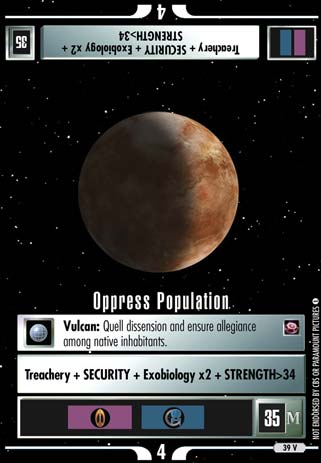 4
35
Treachery + SECURITY + Exobiology x2 +
STRENGTH>34
Oppress Population
Vulcan: Quell dissension and ensure allegiance
among native inhabitants.
Treachery + SECURITY + Exobiology x2 + STRENGTH>34
35 M
39 V
4
NOT ENDORSED BY CBS OR PARAMOUNT PICTURES